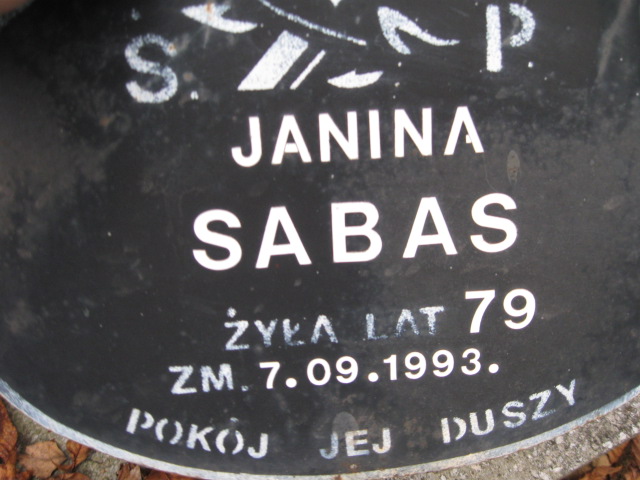 S. P.
JANINA
SABAS
ŻYŁA LAT 79
ZM. 7.09.1993.
POKÓJ JEJ DUSZY